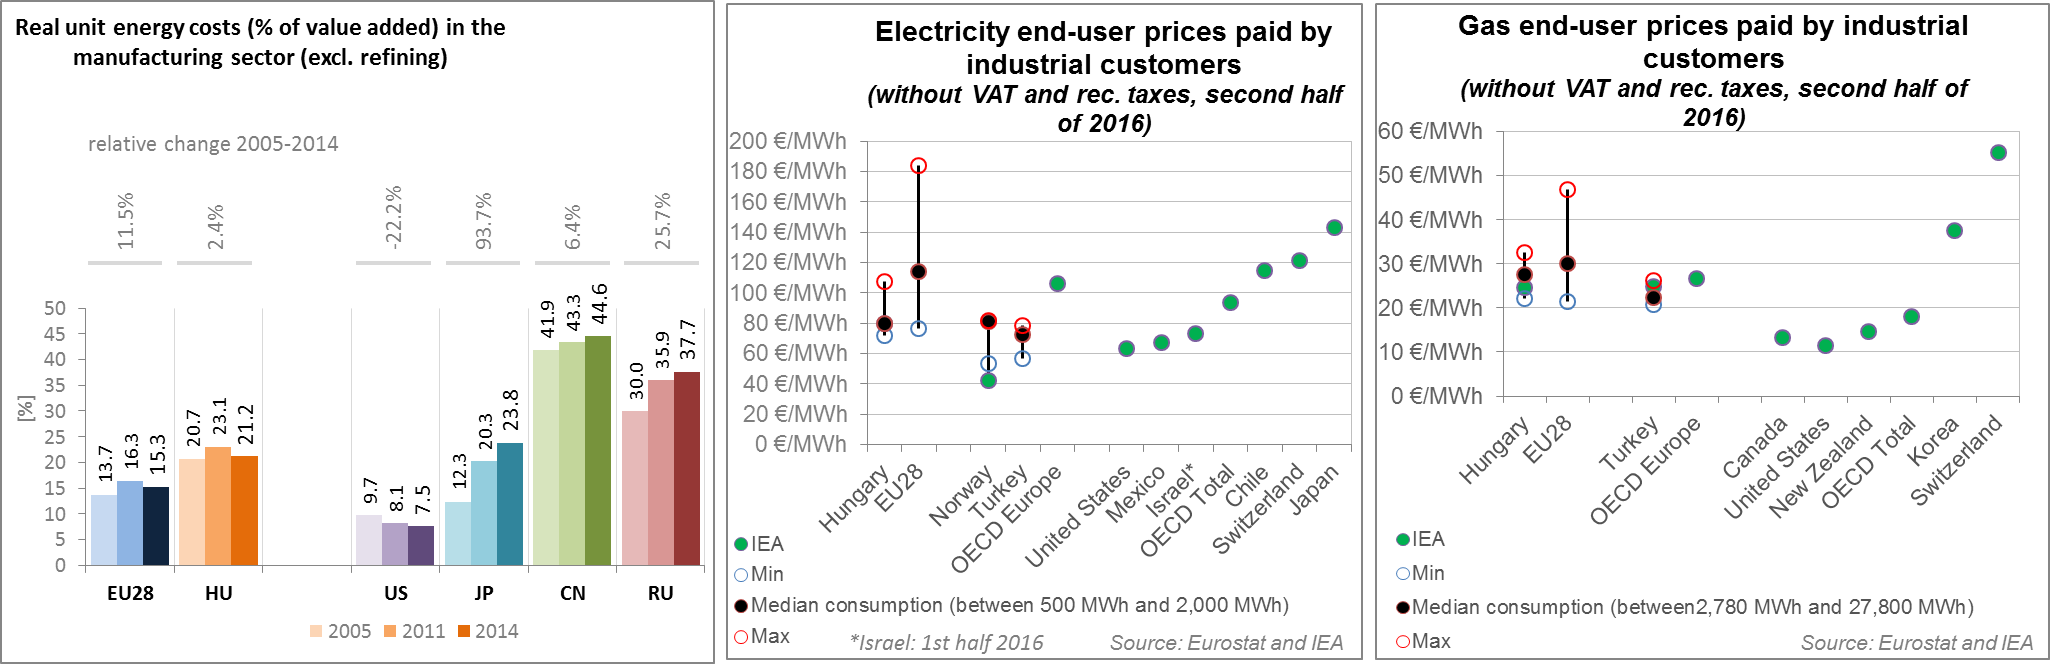 Real unit energy costs (% of value added) in the
manufacturing sector (excl. refining)
relative change 2005-2014
11.5%
2.4%
-22.2%
93.7%
6.4%
25.7%
50
45
40
35
30
25
20
15
10
5
0
[%]
13.7
16.3
15.3
20.7
23.1
21.2
9.7
8.1
7.5
12.3
20.3
23.8
41.9
43.3
44.6
30.0
35.9
37.7
EU28
HU
US
JP
CN
RU
2005
2011
2014
Electricity end-user prices paid by
industrial customers
(without VAT and rec. taxes, second half
of 2016)
200 €/MWh
180 €/MWh
160 €/MWh
140 €/MWh
120 €/MWh
100 €/MWh
80 €/MWh
60 €/MWh
40 €/MWh
20 €/MWh
0 €/MWh
Hungary
EU28
Norway
Turkey
OECD Europe
United States
Mexico
Israel*
OECD Total
Chile
Switzerland
Japan
IEA
Min
Median consumption (between 500 MWh and 2,000 MWh)
Max
*Israel: 1st half 2016
Source: Eurostat and IEA
Gas end-user prices paid by industrial
customers
(without VAT and rec. taxes, second half of
2016)
60 €/MWh
50 €/MWh
40 €/MWh
30 €/MWh
20 €/MWh
10 €/MWh
0 €/MWh
Hungary
EU28
Turkey
OECD Europe
Canada
United States
New Zealand
OECD Total
Korea
Switzerland
IEA
Min
Median consumption (between2,780 MWh and 27,800 MWh)
Max
Source: Eurostat and IEA